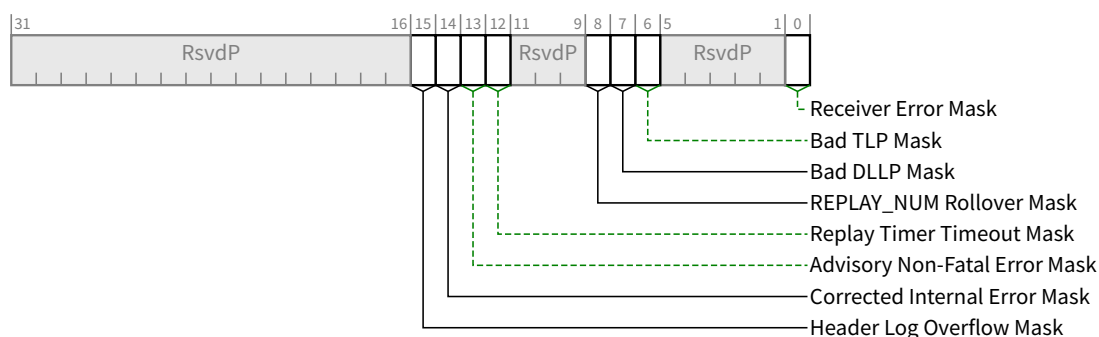 31 16 15 14 13 12 11 9 8 7 6 5 1 0
RsvdP RsvdP RsvdP
Receiver Error Mask
Bad TLP Mask
Bad DLLP Mask
REPLAY_NUM Rollover Mask
Replay Timer Timeout Mask
Advisory Non-Fatal Error Mask
Corrected Internal Error Mask
Header Log Overflow Mask